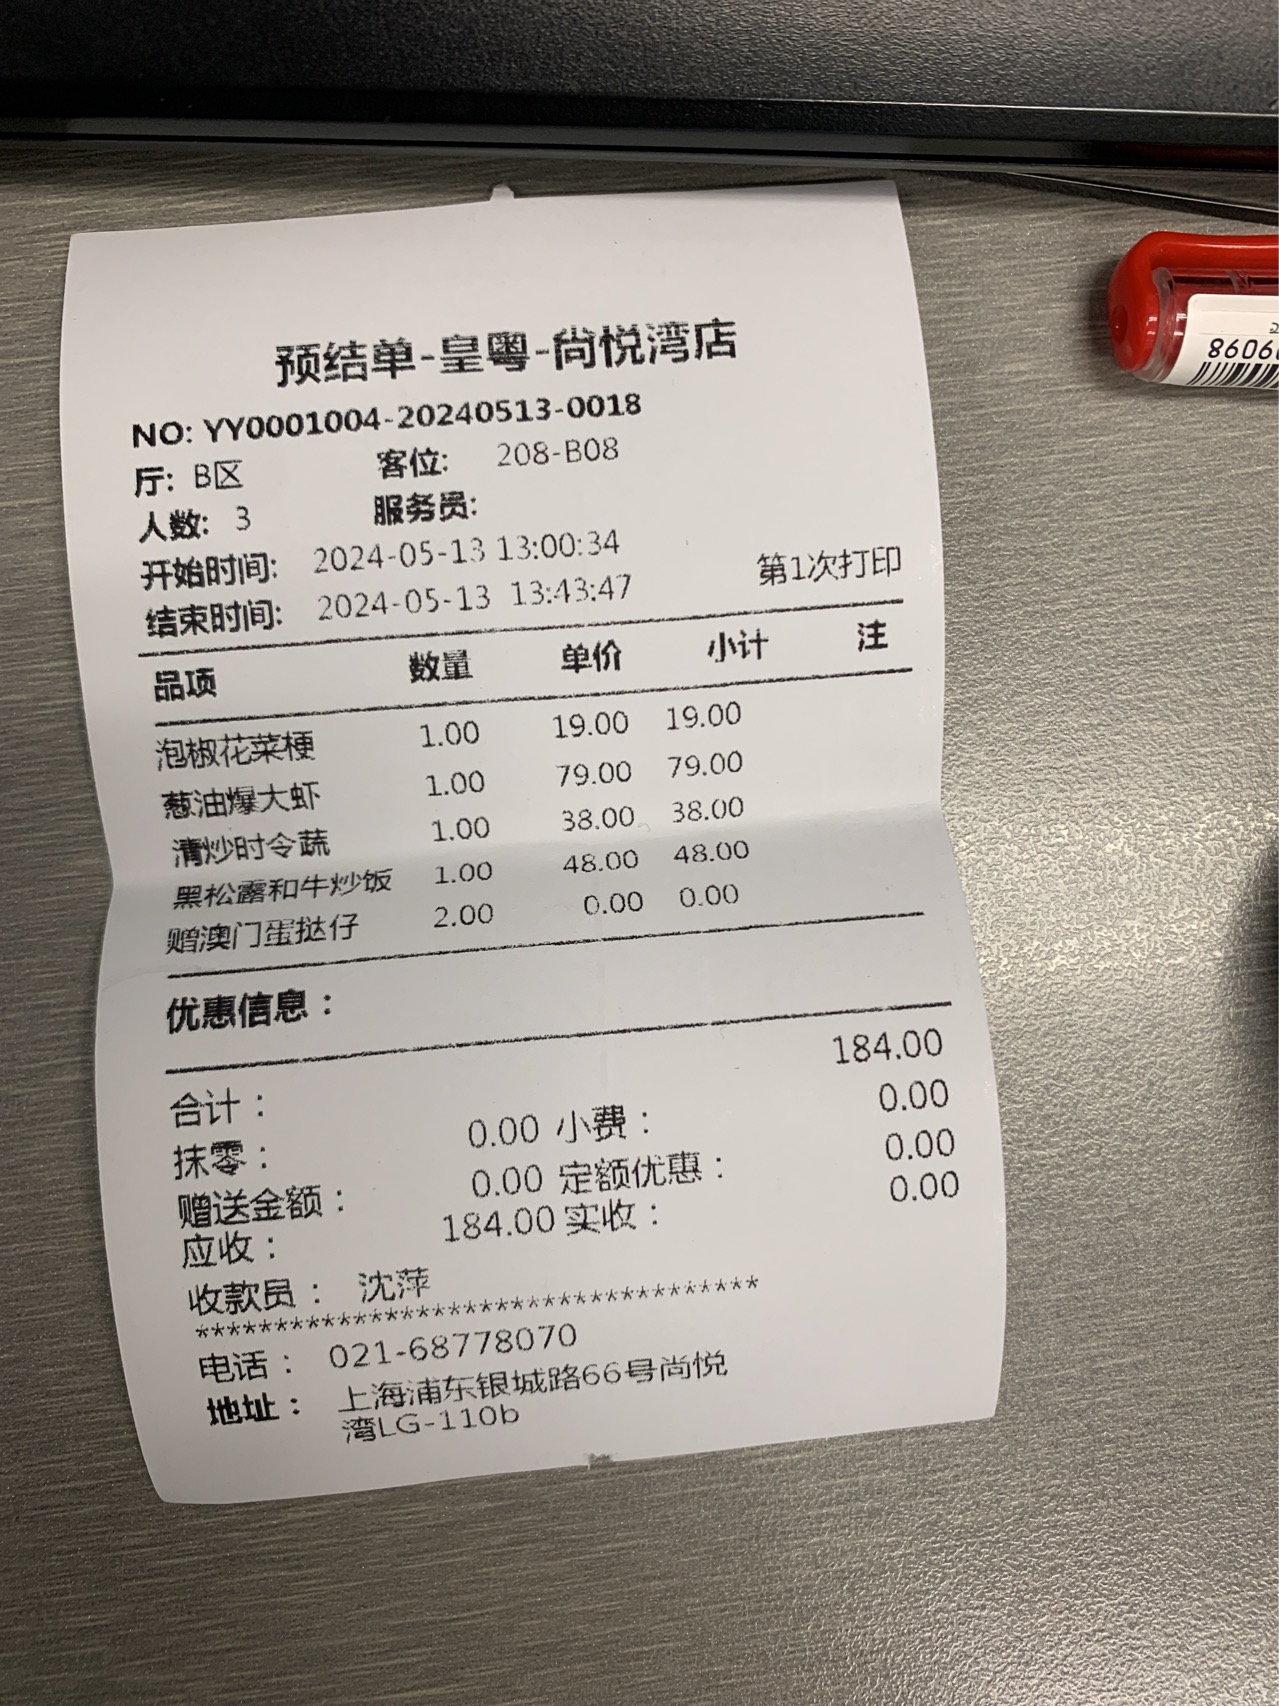 预结单-皇粤-尚悦湾店
NO: YY0001004-20240513-0018
厅: B区 客位: 208-B08
人数: 3 服务员:
开始时间: 2024-05-13 13:00:34
结束时间: 2024-05-13 13:43:47 第1次打印
品项 数量 单价 小计 注
泡椒花菜梗 1.00 19.00 19.00
葱油爆大虾 1.00 79.00 79.00
清炒时令蔬 1.00 38.00 38.00
黑松露和牛炒饭 1.00 48.00 48.00
赠澳门蛋挞仔 2.00 0.00 0.00
优惠信息：
合计： 184.00
抹零： 0.00 小费： 0.00
赠送金额： 0.00 定额优惠： 0.00
应收： 184.00 实收： 0.00
收款员： 沈萍
************************************
电话： 021-68778070
地址： 上海浦东银城路66号尚悦
湾LG-110b
8606